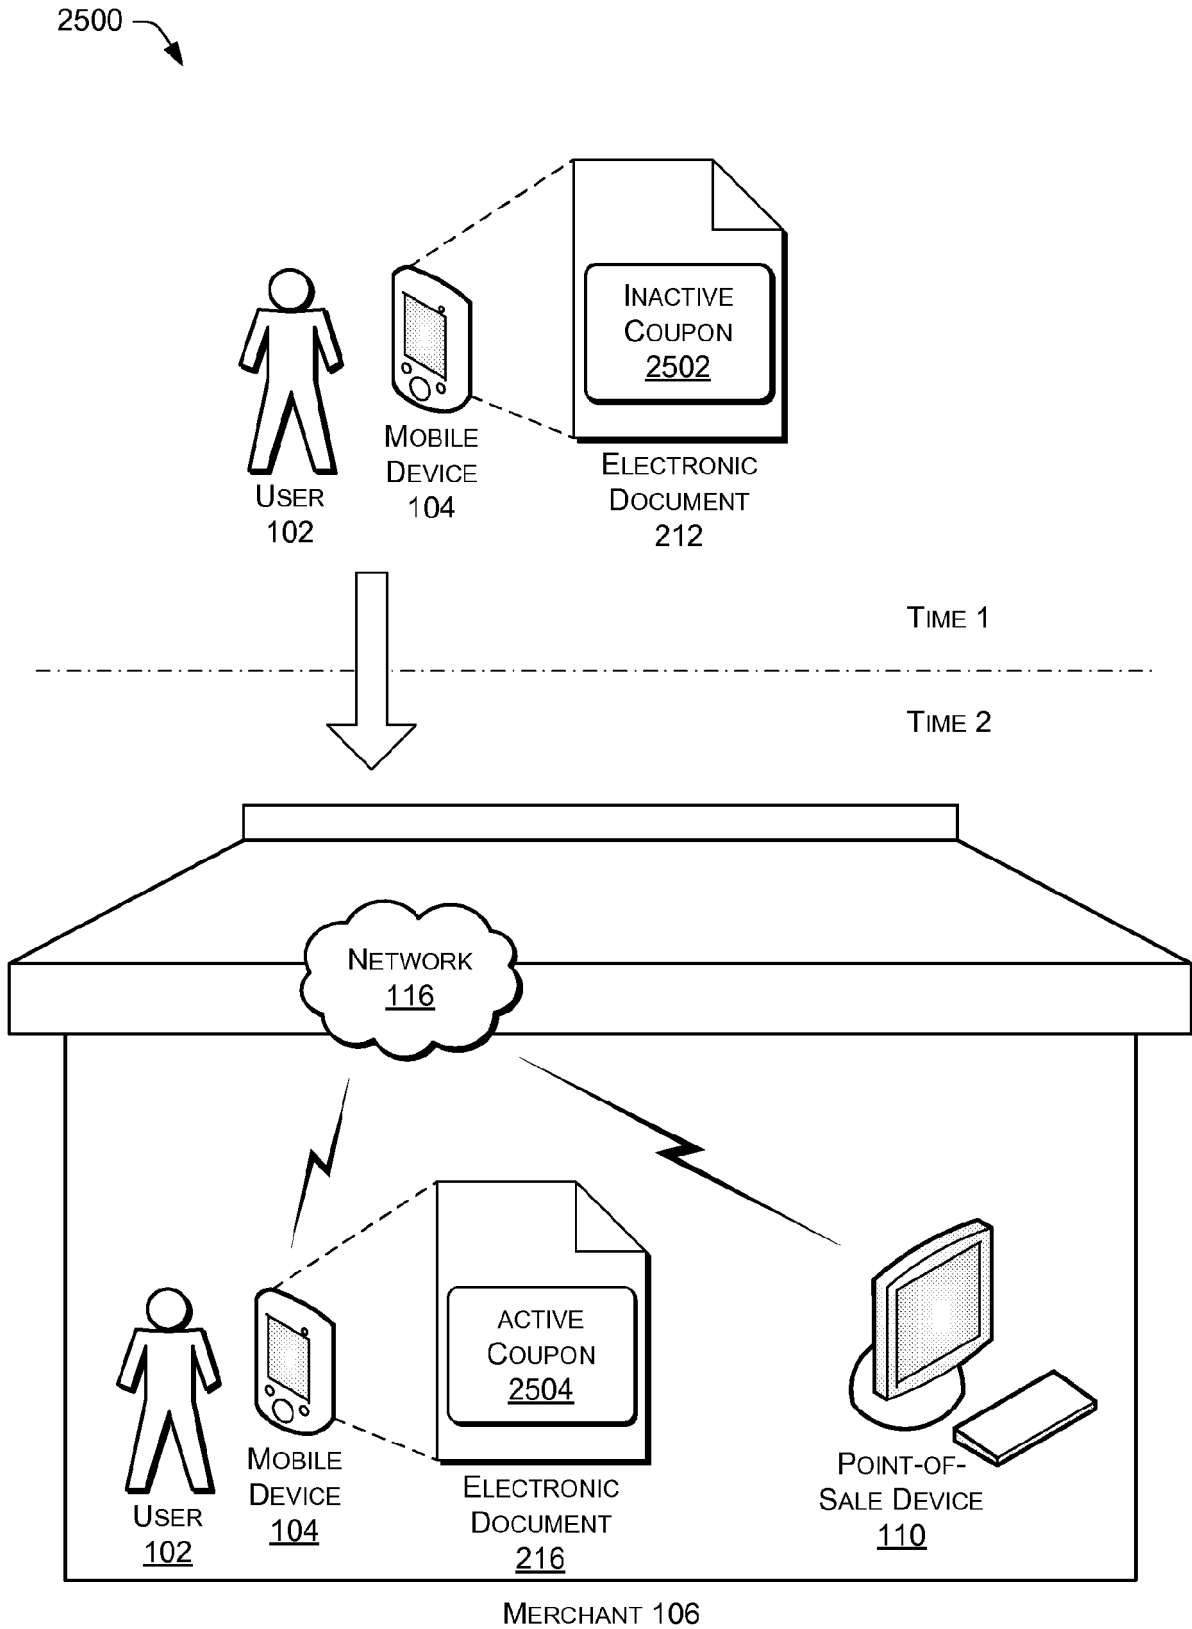 2500
INACTIVE
COUPON
2502
MOBILE
DEVICE
104
USER
102
ELECTRONIC
DOCUMENT
212
TIME 1
TIME 2
NETWORK
116
ACTIVE
COUPON
2504
MOBILE
DEVICE
104
USER
102
ELECTRONIC
DOCUMENT
216
POINT-OF-
SALE DEVICE
110
MERCHANT 106